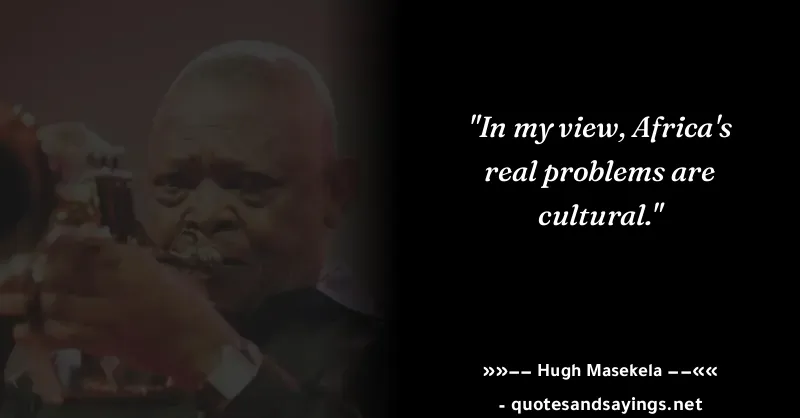 "In my view, Africa's
real problems are
cultural."
»»–– Hugh Masekela ––««
- quotesandsayings.net